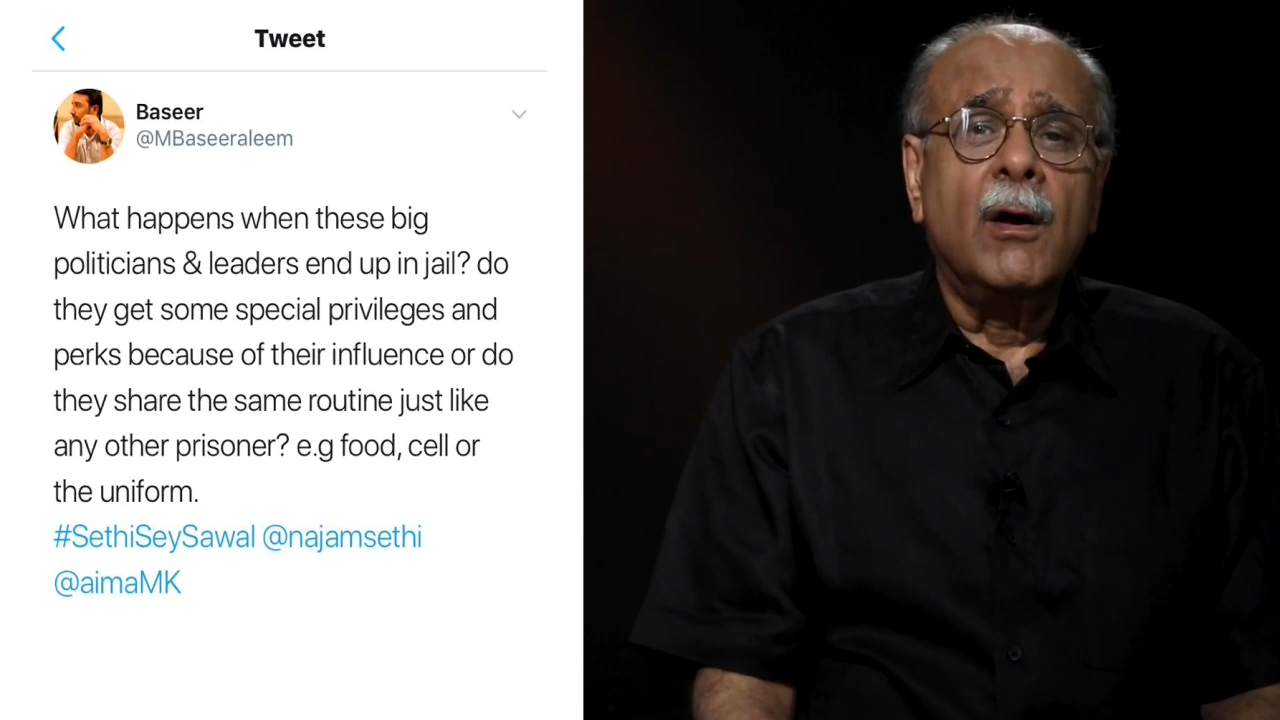 Tweet
Baseer
@MBaseeraleem
What happens when these big
politicians & leaders end up in jail? do
they get some special privileges and
perks because of their influence or do
they share the same routine just like
any other prisoner? e.g food, cell or
the uniform.
#SethiSeySawal @najamsethi
@aimaMK